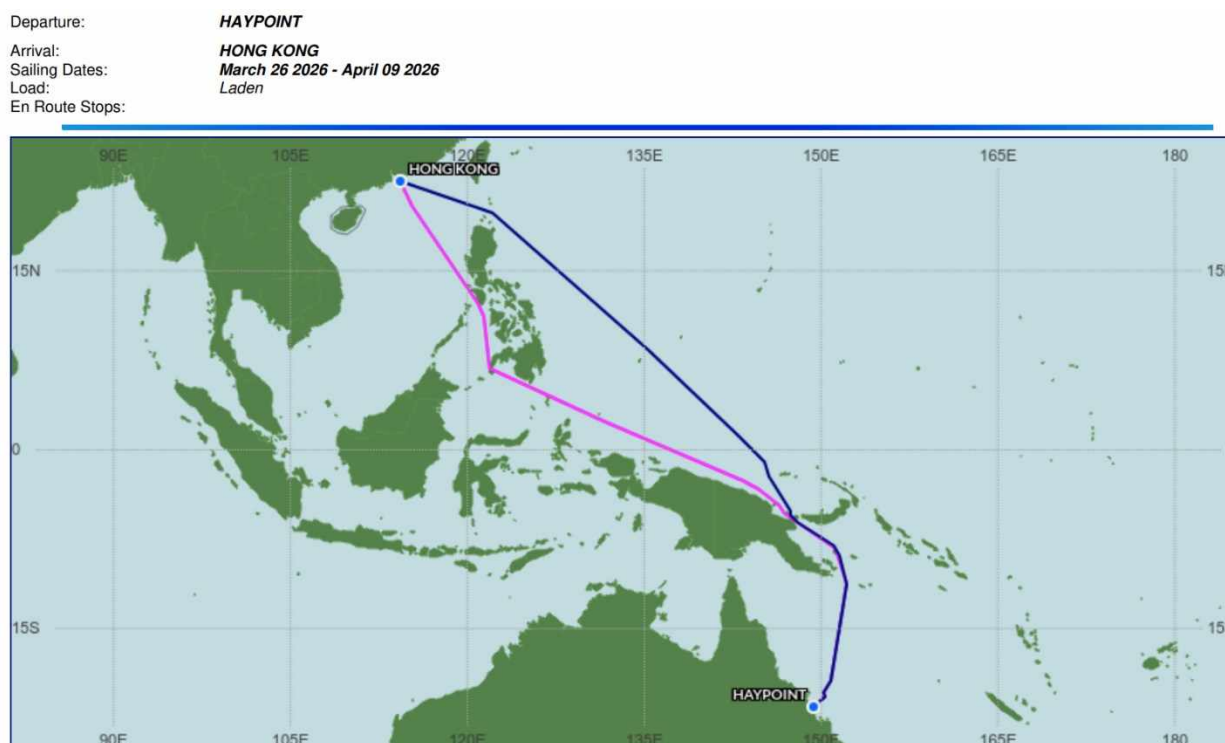 Departure: HAYPOINT
Arrival: HONG KONG
Sailing Dates: March 26 2026 - April 09 2026
Load: Laden
En Route Stops:
90E 105E 120E 135E 150E 165E 180
HONG KONG
15N 15
0
15S 15
HAYPOINT
90E 105E 120E 135E 150E 165E 180